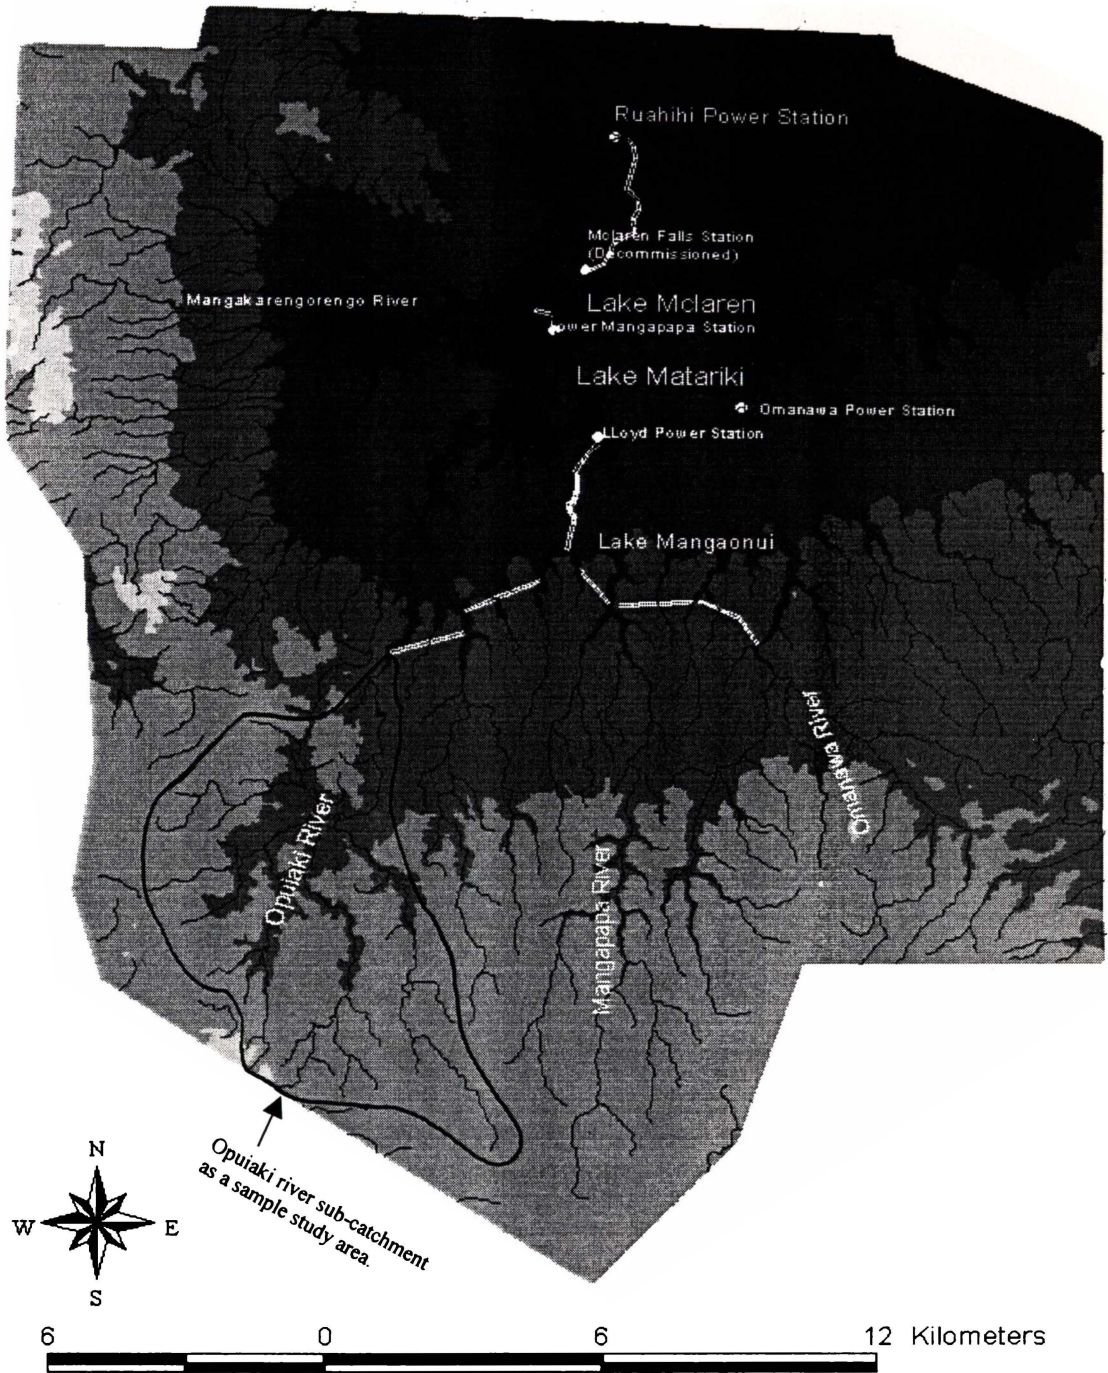 Ruahihi Power Station
Mclaren Falls Station
(Decommissioned)
Mangakarengorengo River
Lake Mclaren
Lower Mangapapa Station
Lake Matariki
Omanawa Power Station
LLoyd Power Station
Lake Mangaonui
Omanawa River
Opuiaki River
Mangapapa River
Opuiaki river sub-catchment
as a sample study area.
N
W
E
S
6 0 6 12 Kilometers